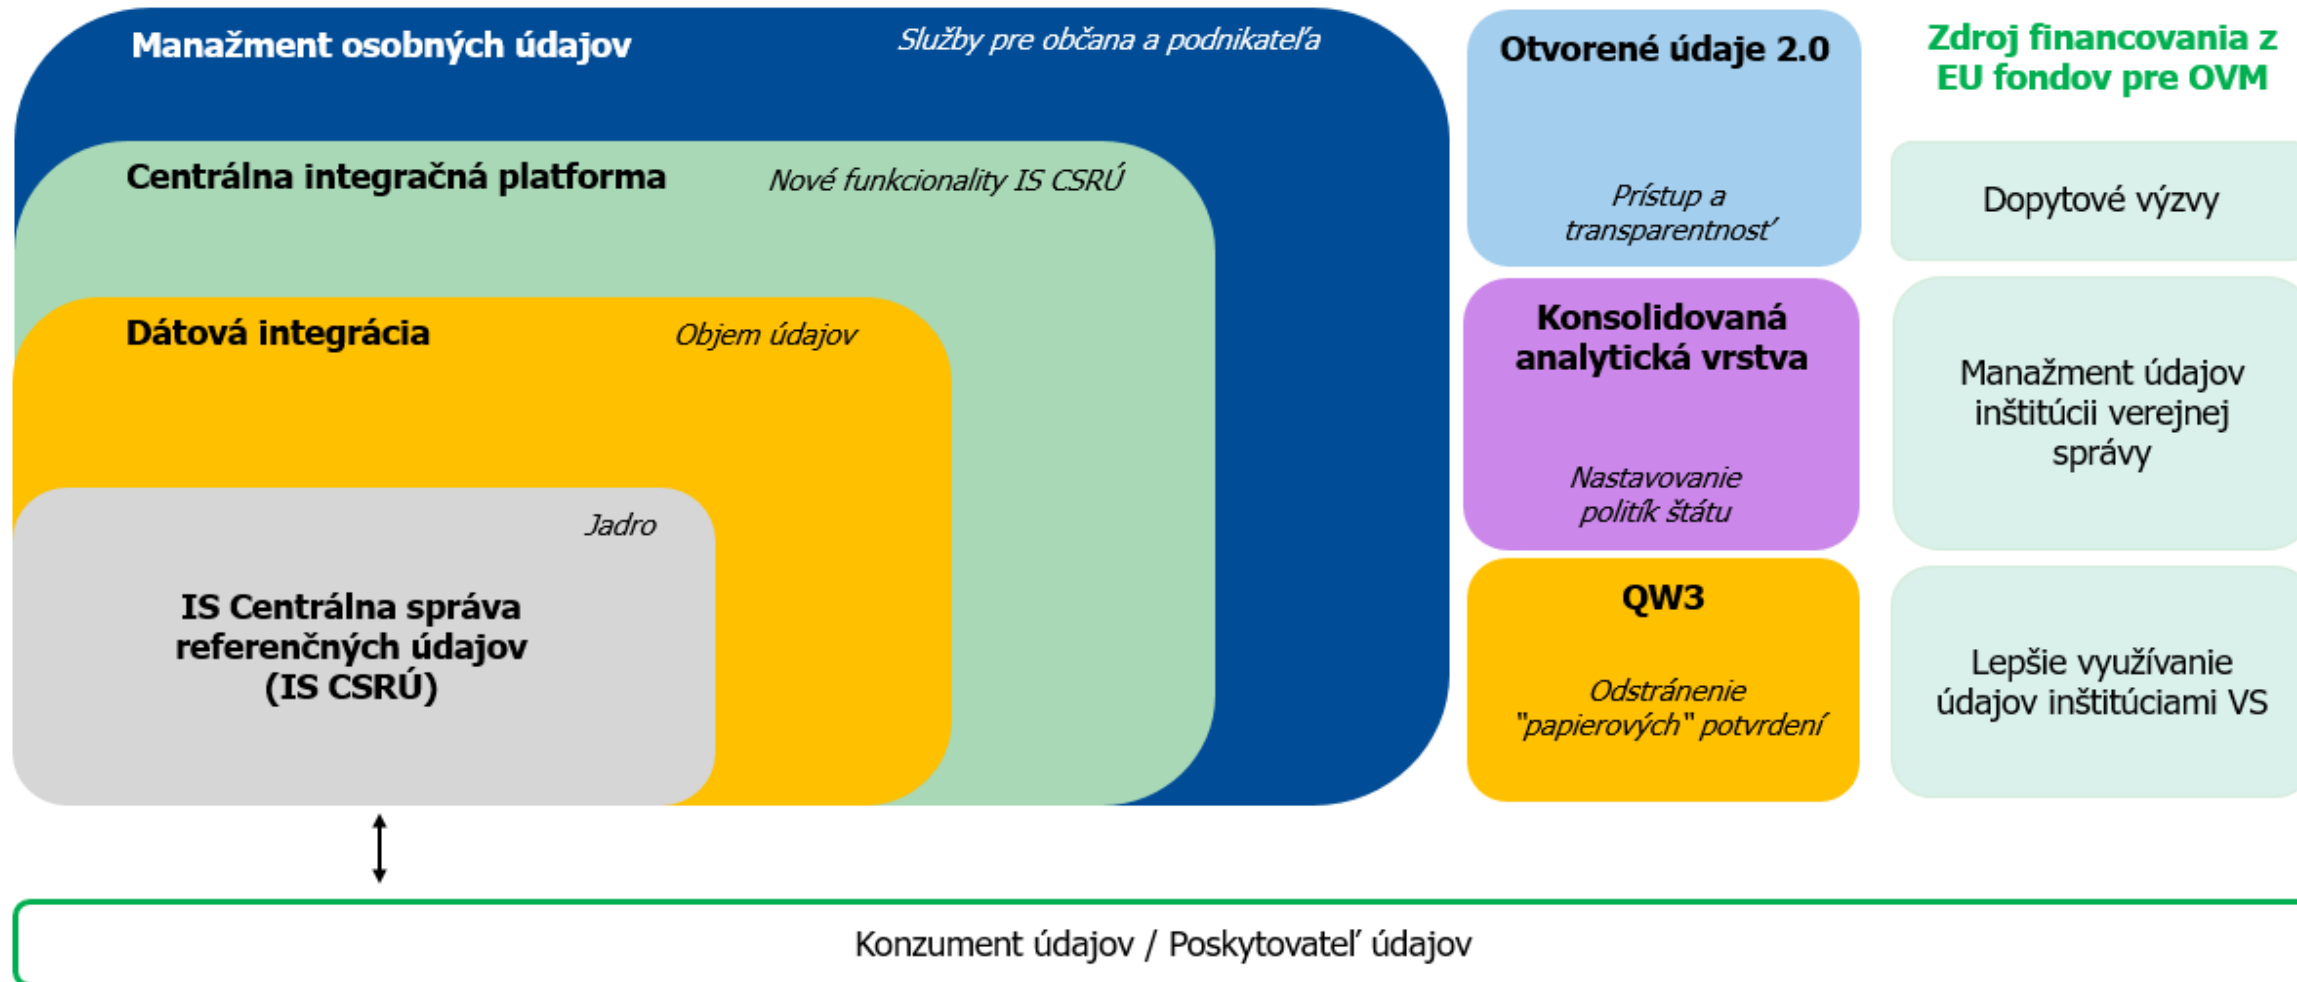 Manažment osobných údajov
Služby pre občana a podnikateľa
Centrálna integračná platforma
Nové funkcionality IS CSRÚ
Dátová integrácia
Objem údajov
Jadro
IS Centrálna správa
referenčných údajov
(IS CSRÚ)
Otvorené údaje 2.0
Prístup a
transparentnosť
Konsolidovaná
analytická vrstva
Nastavovanie
politík štátu
QW3
Odstránenie
"papierových" potvrdení
Zdroj financovania z
EU fondov pre OVM
Dopytové výzvy
Manažment údajov
inštitúcii verejnej
správy
Lepšie využívanie
údajov inštitúciami VS
Konzument údajov / Poskytovateľ údajov